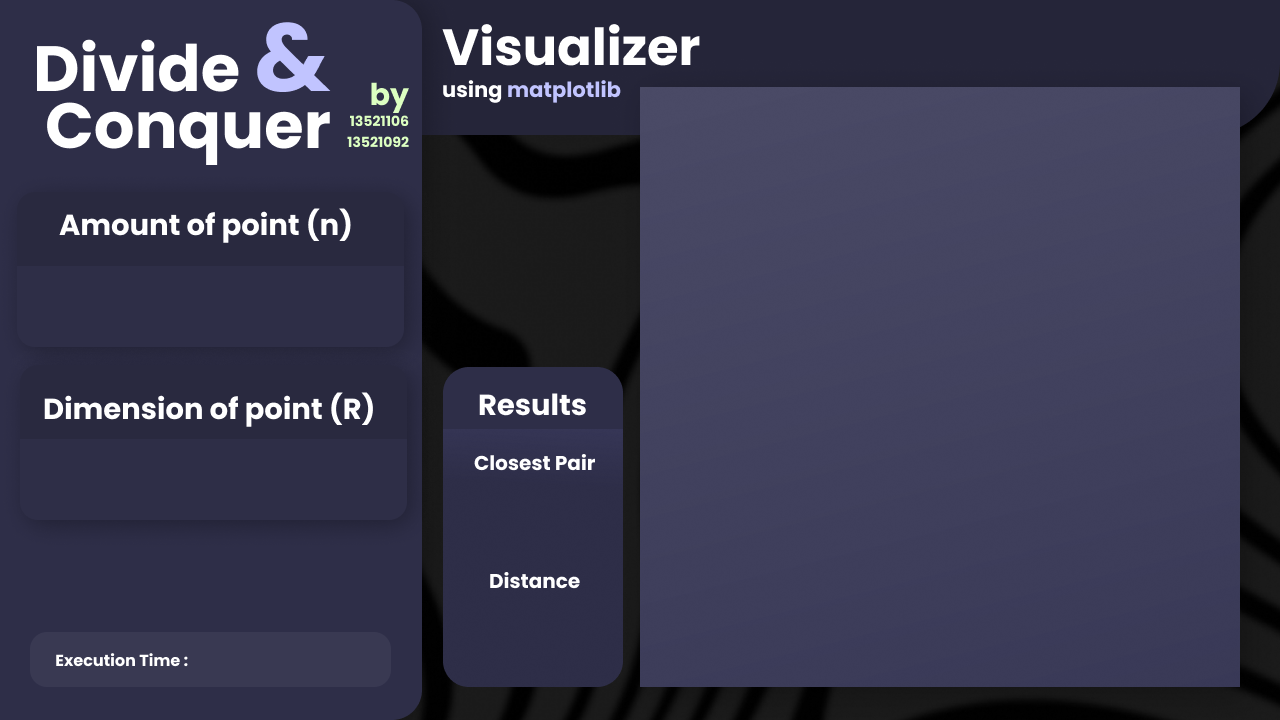 Divide &
Conquer
by
13521106
13521092
Amount of point (n)
Dimension of point (R)
Execution Time :
Visualizer
using matplotlib
Results
Closest Pair
Distance